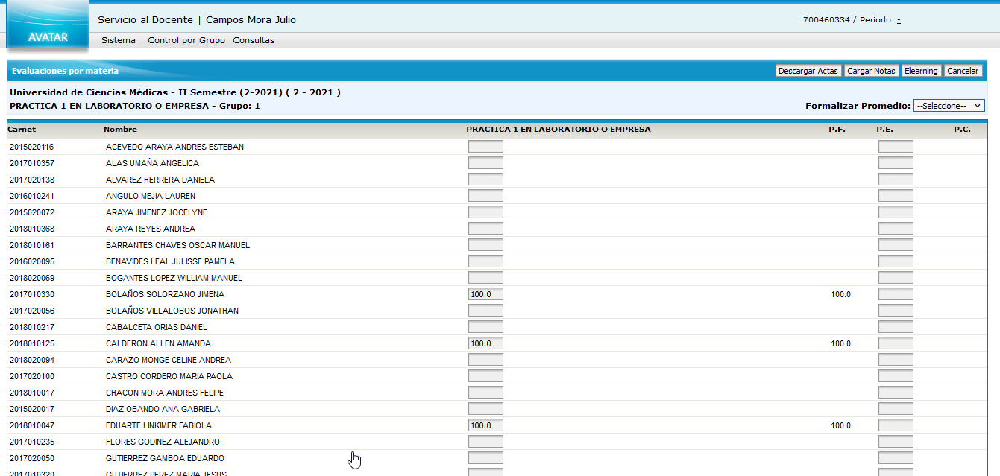 Servicio al Docente | Campos Mora Julio
700460334 / Periodo -
AVATAR
Sistema Control por Grupo Consultas
Evaluaciones por materia
Descargar Actas Cargar Notas Elearning Cancelar
Universidad de Ciencias Médicas - II Semestre (2-2021) ( 2 - 2021 )
PRACTICA 1 EN LABORATORIO O EMPRESA - Grupo: 1
Formalizar Promedio: --Seleccione--
Carnet Nombre PRACTICA 1 EN LABORATORIO O EMPRESA P.F. P.E. P.C.
2015020116 ACEVEDO ARAYA ANDRES ESTEBAN
2017010357 ALAS UMAÑA ANGELICA
2017020138 ALVAREZ HERRERA DANIELA
2016010241 ANGULO MEJIA LAUREN
2015020072 ARAYA JIMENEZ JOCELYNE
2018010368 ARAYA REYES ANDREA
2018010161 BARRANTES CHAVES OSCAR MANUEL
2016020095 BENAVIDES LEAL JULISSE PAMELA
2018020069 BOGANTES LOPEZ WILLIAM MANUEL
2017010330 BOLAÑOS SOLORZANO JIMENA 100.0 100.0
2017020056 BOLAÑOS VILLALOBOS JONATHAN
2018010217 CABALCETA ORIAS DANIEL
2018010125 CALDERON ALLEN AMANDA 100.0 100.0
2018020094 CARAZO MONGE CELINE ANDREA
2017020100 CASTRO CORDERO MARIA PAOLA
2018010017 CHACON MORA ANDRES FELIPE
2015020017 DIAZ OBANDO ANA GABRIELA
2018010047 EDUARTE LINKIMER FABIOLA 100.0 100.0
2017010235 FLORES GODINEZ ALEJANDRO
2017020050 GUTIERREZ GAMBOA EDUARDO
2017010320 GUTIERREZ PEREZ MARIA JESUS